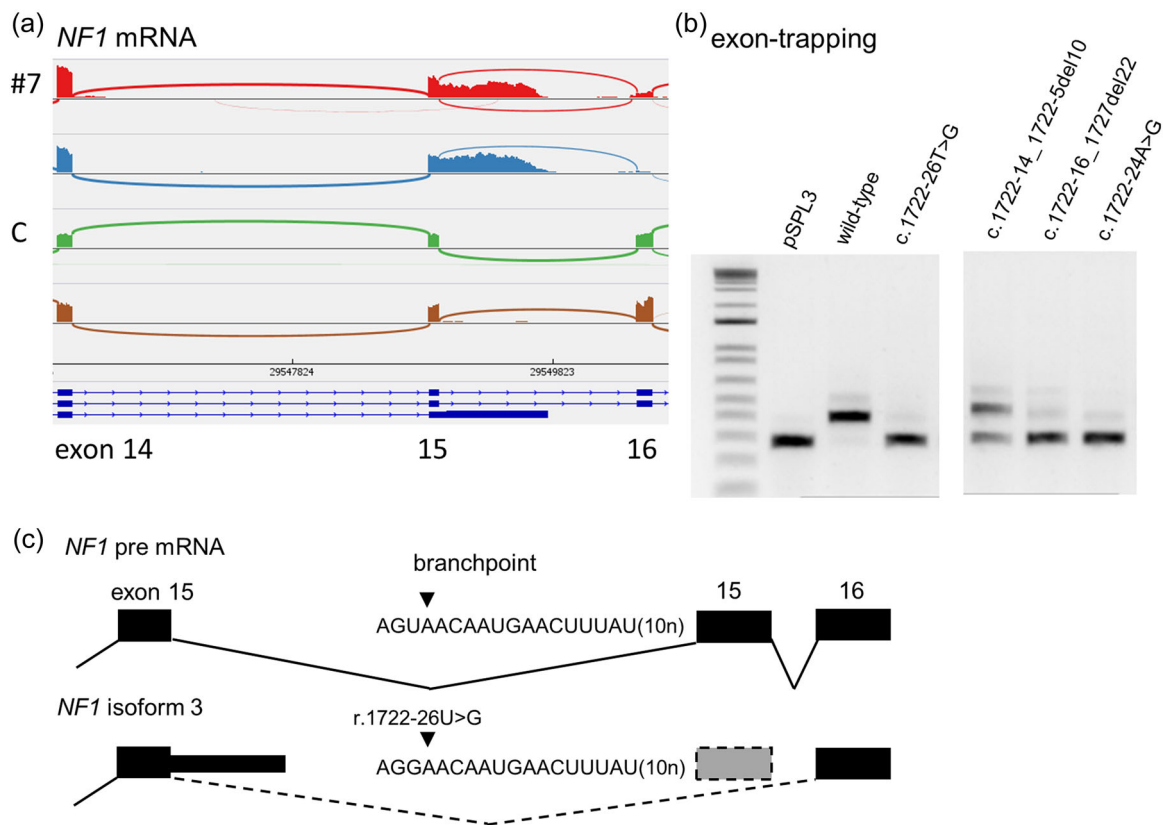 (a)
NF1 mRNA
#7
C
29547824
29549823
exon 14
15
16
(b)
exon-trapping
pSPL3
wild-type
c.1722-26T>G
c.1722-14_1722-5del10
c.1722-16_1727del22
c.1722-24A>G
(c)
NF1 pre mRNA
branchpoint
exon 15
15
16
AGUAACAAUGAACUUUAU(10n)
NF1 isoform 3
r.1722-26U>G
AGGAACAAUGAACUUUAU(10n)